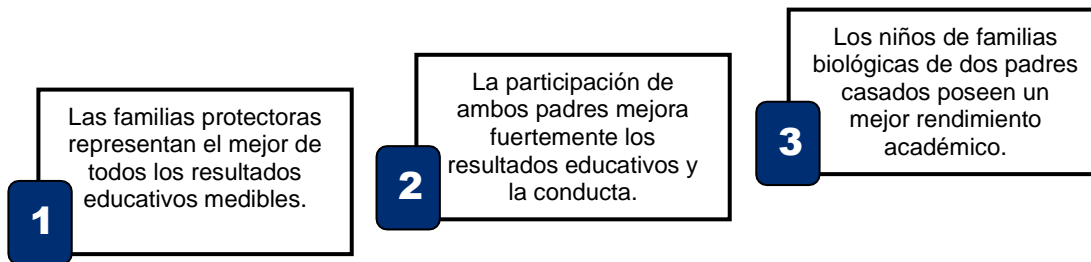 Las familias protectoras
representan el mejor de
todos los resultados
educativos medibles.
1
La participación de
ambos padres mejora
fuertemente los
resultados educativos y
la conducta.
2
Los niños de familias
biológicas de dos padres
casados poseen un
mejor rendimiento
académico.
3